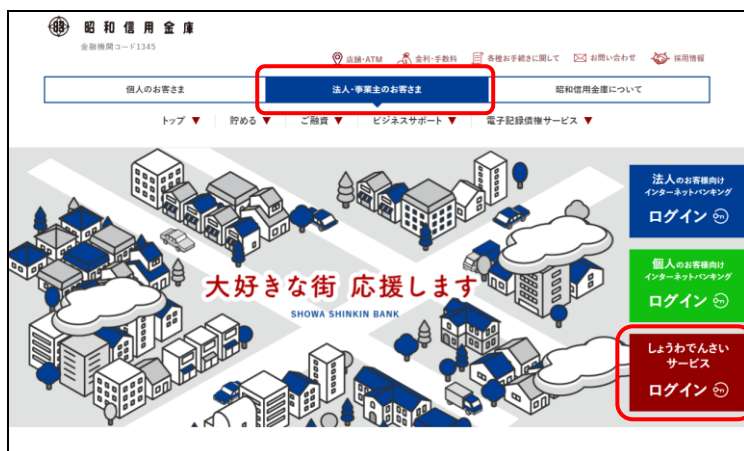 昭和信用金庫
金融機関コード1345
店舗・ATM 金利・手数料 各種お手続きに関して お問い合わせ 採用情報
個人のお客さま 法人・事業主のお客さま 昭和信用金庫について
トップ ▼ 貯める ▼ ご融資 ▼ ビジネスサポート ▼ 電子記録債権サービス ▼
法人のお客様向け
インターネットバンキング
ログイン
個人のお客様向け
インターネットバンキング
ログイン
大好きな街 応援します
SHOWA SHINKIN BANK
しょうわでんさい
サービス
ログイン